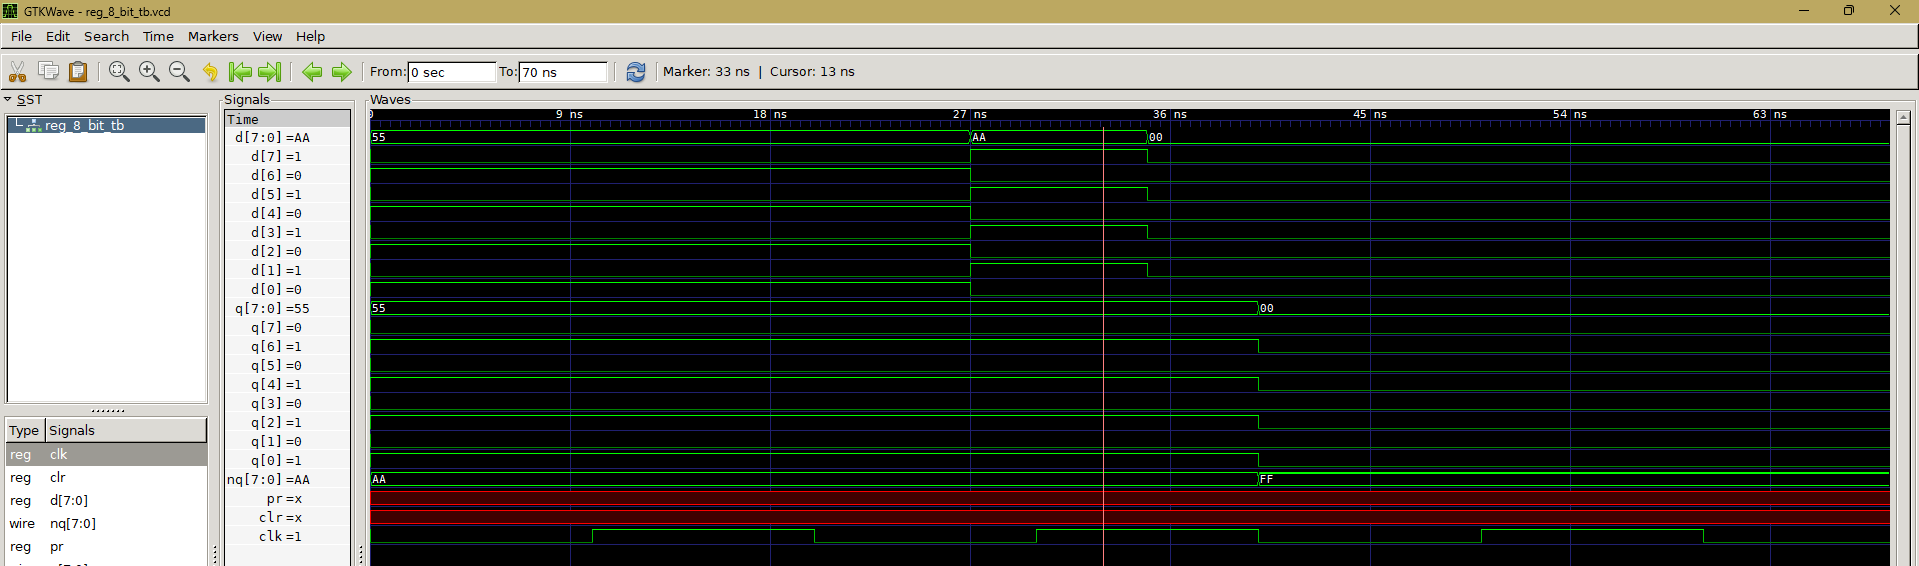 GTKWave - reg_8_bit_tb.vcd
File Edit Search Time Markers View Help
From: 0 sec To: 70 ns Marker: 33 ns | Cursor: 13 ns
SST
reg_8_bit_tb
Type Signals
reg clk
reg clr
reg d[7:0]
wire nq[7:0]
reg pr
Signals
Time
d[7:0]=AA
d[7]=1
d[6]=0
d[5]=1
d[4]=0
d[3]=1
d[2]=0
d[1]=1
d[0]=0
q[7:0]=55
q[7]=0
q[6]=1
q[5]=0
q[4]=1
q[3]=0
q[2]=1
q[1]=0
q[0]=1
nq[7:0]=AA
pr=x
clr=x
clk=1
Waves
0 9 ns 18 ns 27 ns 36 ns 45 ns 54 ns 63 ns
55 AA 00
55 00
AA FF